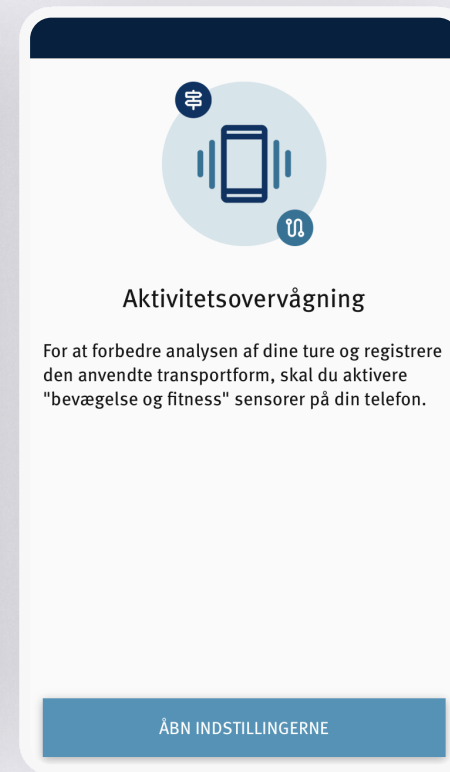 Aktivitetsovervågning
For at forbedre analysen af dine ture og registrere
den anvendte transportform, skal du aktivere
"bevægelse og fitness" sensorer på din telefon.
ÅBN INDSTILLINGERNE